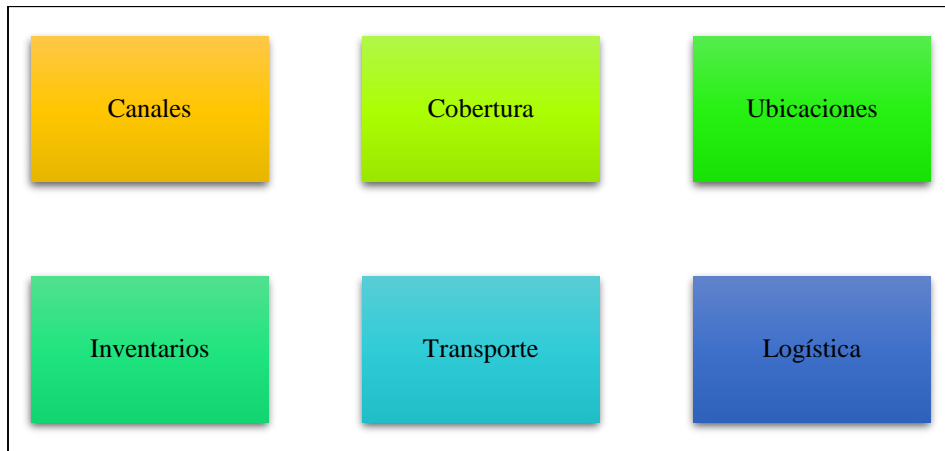 Canales
Cobertura
Ubicaciones
Inventarios
Transporte
Logística